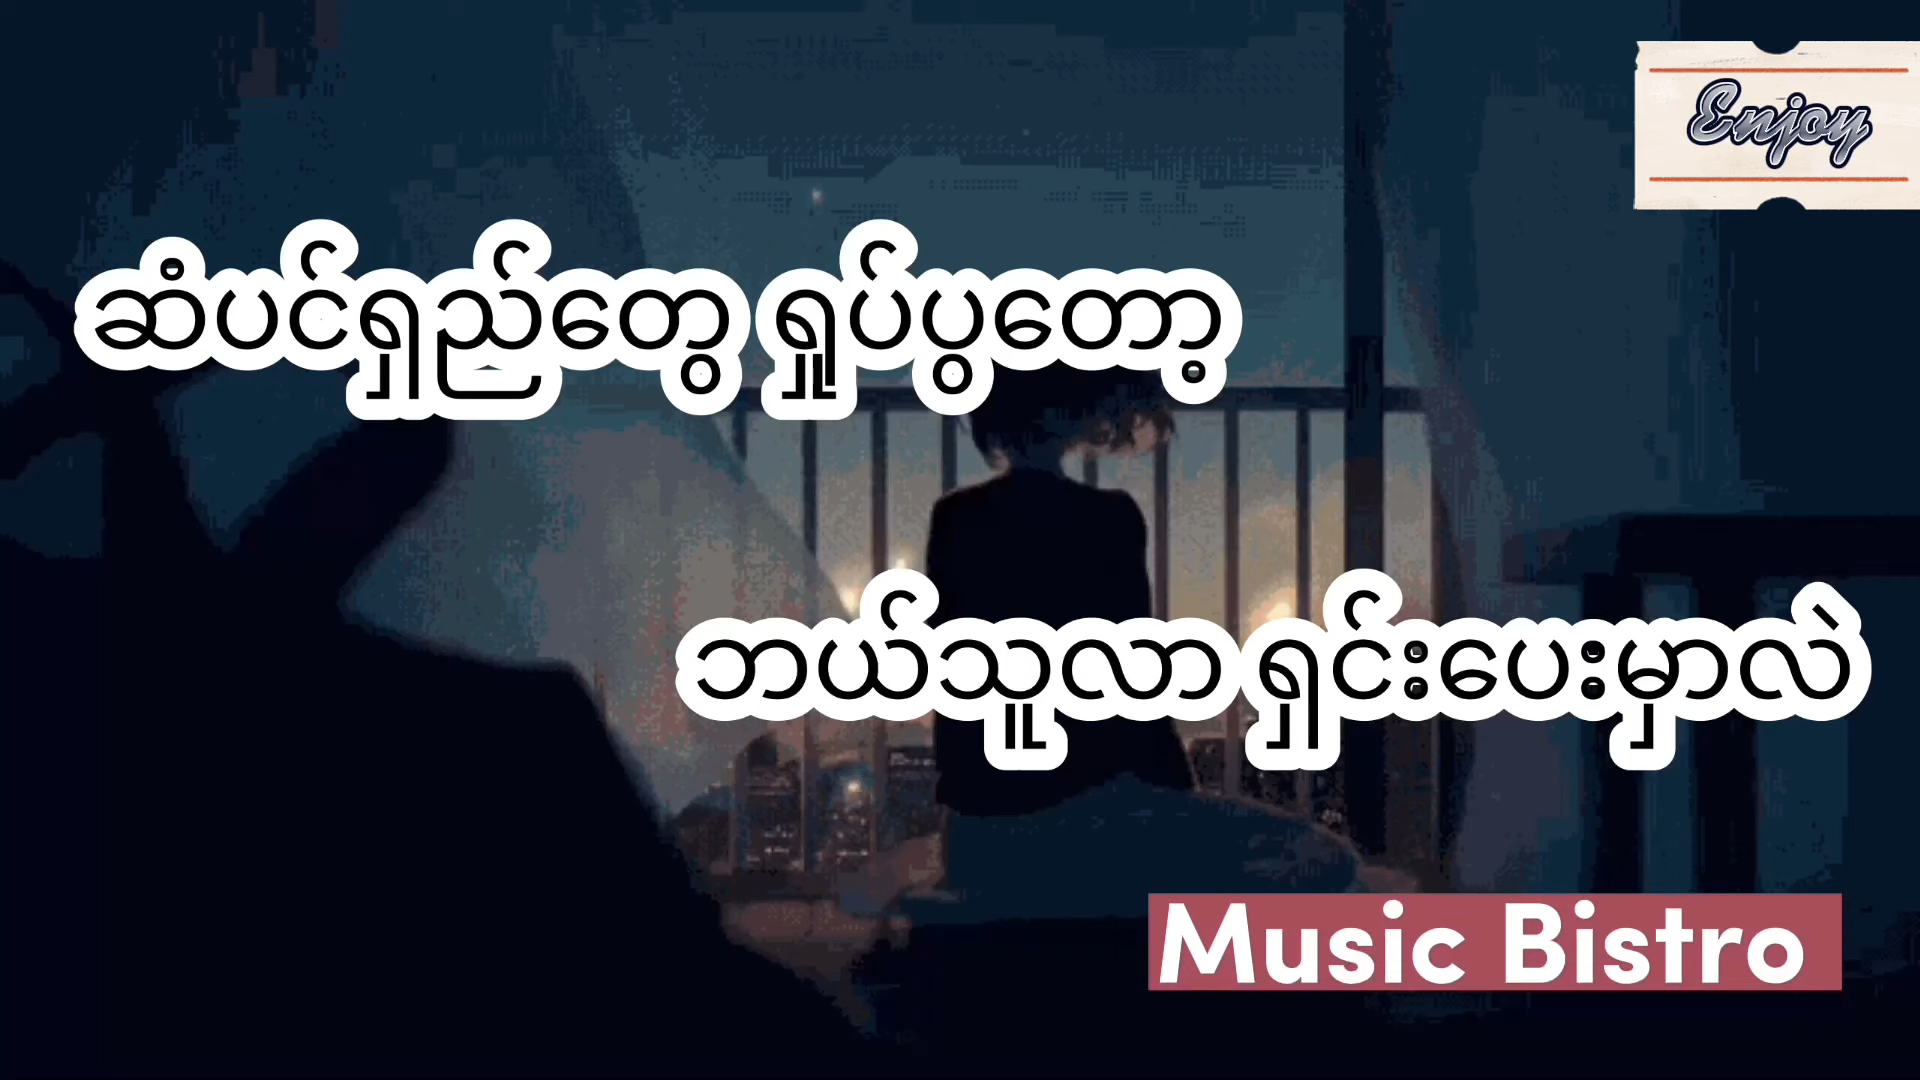 Enjoy
ဆံပင်ရှည်တွေ ရှုပ်ပွတော့
ဘယ်သူလာ ရှင်းပေးမှာလဲ
Music Bistro